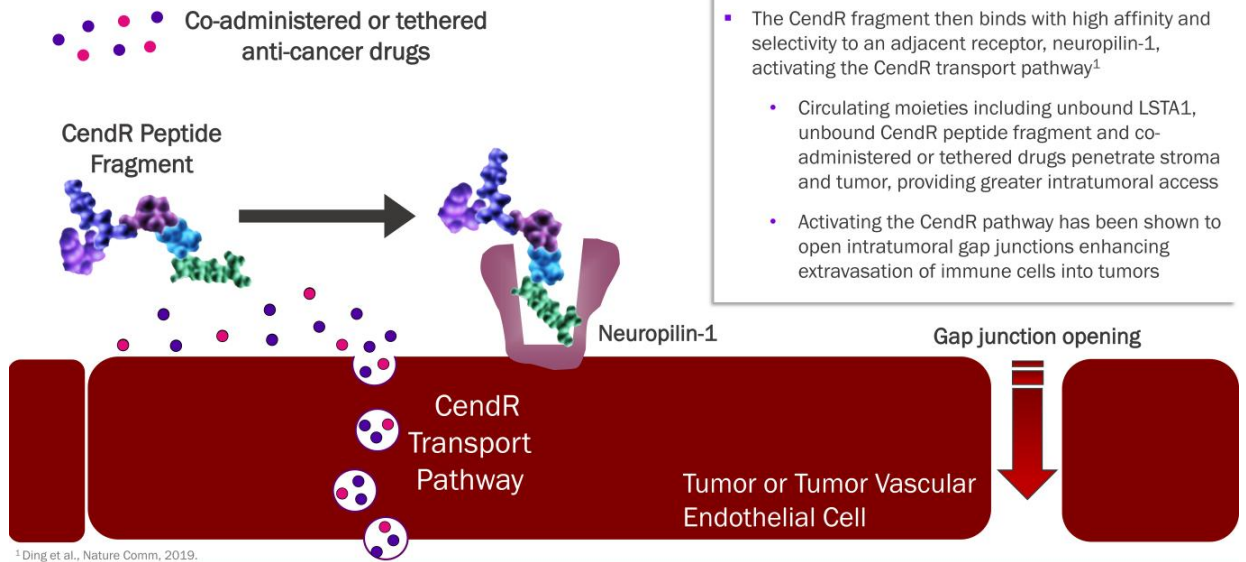 Co-administered or tethered
anti-cancer drugs
▪ The CendR fragment then binds with high affinity and
selectivity to an adjacent receptor, neuropilin-1,
activating the CendR transport pathway¹
• Circulating moieties including unbound LSTA1,
unbound CendR peptide fragment and co-
administered or tethered drugs penetrate stroma
and tumor, providing greater intratumoral access
• Activating the CendR pathway has been shown to
open intratumoral gap junctions enhancing
extravasation of immune cells into tumors
CendR Peptide
Fragment
Neuropilin-1
Gap junction opening
CendR
Transport
Pathway
Tumor or Tumor Vascular
Endothelial Cell
¹ Ding et al., Nature Comm, 2019.